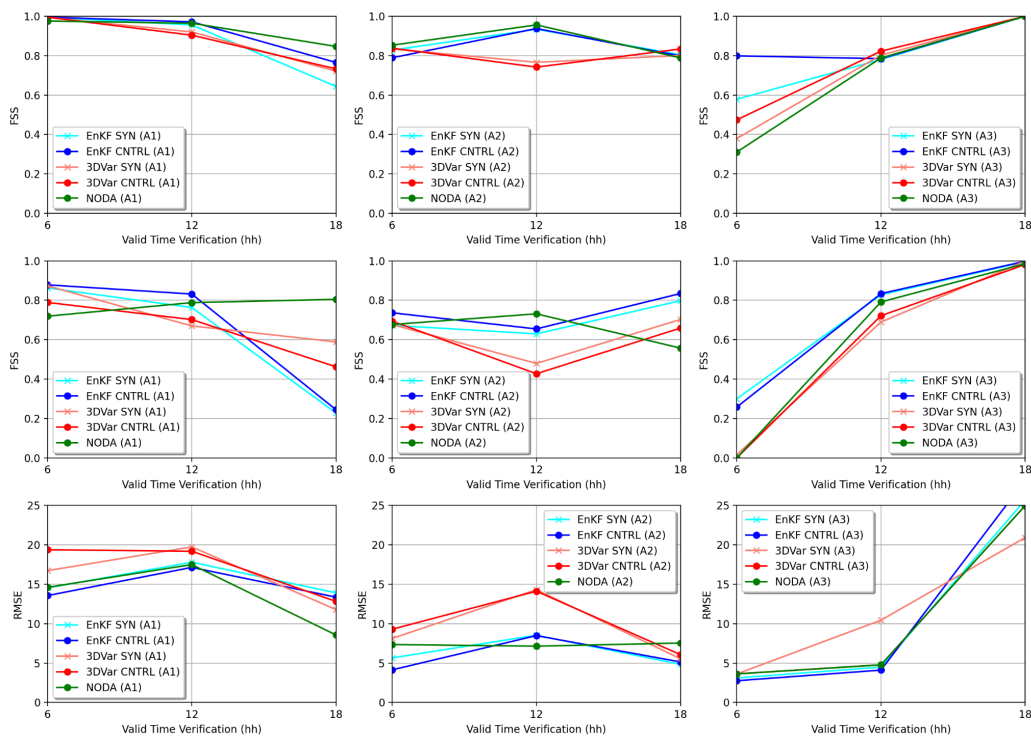 1.0
0.8
0.6
0.4
0.2
0.0
FSS
EnKF SYN (A1)
EnKF CNTRL (A1)
3DVar SYN (A1)
3DVar CNTRL (A1)
NODA (A1)
6
12
18
Valid Time Verification (hh)
1.0
0.8
0.6
0.4
0.2
0.0
FSS
EnKF SYN (A2)
EnKF CNTRL (A2)
3DVar SYN (A2)
3DVar CNTRL (A2)
NODA (A2)
6
12
18
Valid Time Verification (hh)
1.0
0.8
0.6
0.4
0.2
0.0
FSS
EnKF SYN (A3)
EnKF CNTRL (A3)
3DVar SYN (A3)
3DVar CNTRL (A3)
NODA (A3)
6
12
18
Valid Time Verification (hh)
1.0
0.8
0.6
0.4
0.2
0.0
FSS
EnKF SYN (A1)
EnKF CNTRL (A1)
3DVar SYN (A1)
3DVar CNTRL (A1)
NODA (A1)
6
12
18
Valid Time Verification (hh)
1.0
0.8
0.6
0.4
0.2
0.0
FSS
EnKF SYN (A2)
EnKF CNTRL (A2)
3DVar SYN (A2)
3DVar CNTRL (A2)
NODA (A2)
6
12
18
Valid Time Verification (hh)
1.0
0.8
0.6
0.4
0.2
0.0
FSS
EnKF SYN (A3)
EnKF CNTRL (A3)
3DVar SYN (A3)
3DVar CNTRL (A3)
NODA (A3)
6
12
18
Valid Time Verification (hh)
25
20
15
10
5
0
RMSE
EnKF SYN (A1)
EnKF CNTRL (A1)
3DVar SYN (A1)
3DVar CNTRL (A1)
NODA (A1)
6
12
18
Valid Time Verification (hh)
25
20
15
10
5
0
RMSE
EnKF SYN (A2)
EnKF CNTRL (A2)
3DVar SYN (A2)
3DVar CNTRL (A2)
NODA (A2)
6
12
18
Valid Time Verification (hh)
25
20
15
10
5
0
RMSE
EnKF SYN (A3)
EnKF CNTRL (A3)
3DVar SYN (A3)
3DVar CNTRL (A3)
NODA (A3)
6
12
18
Valid Time Verification (hh)